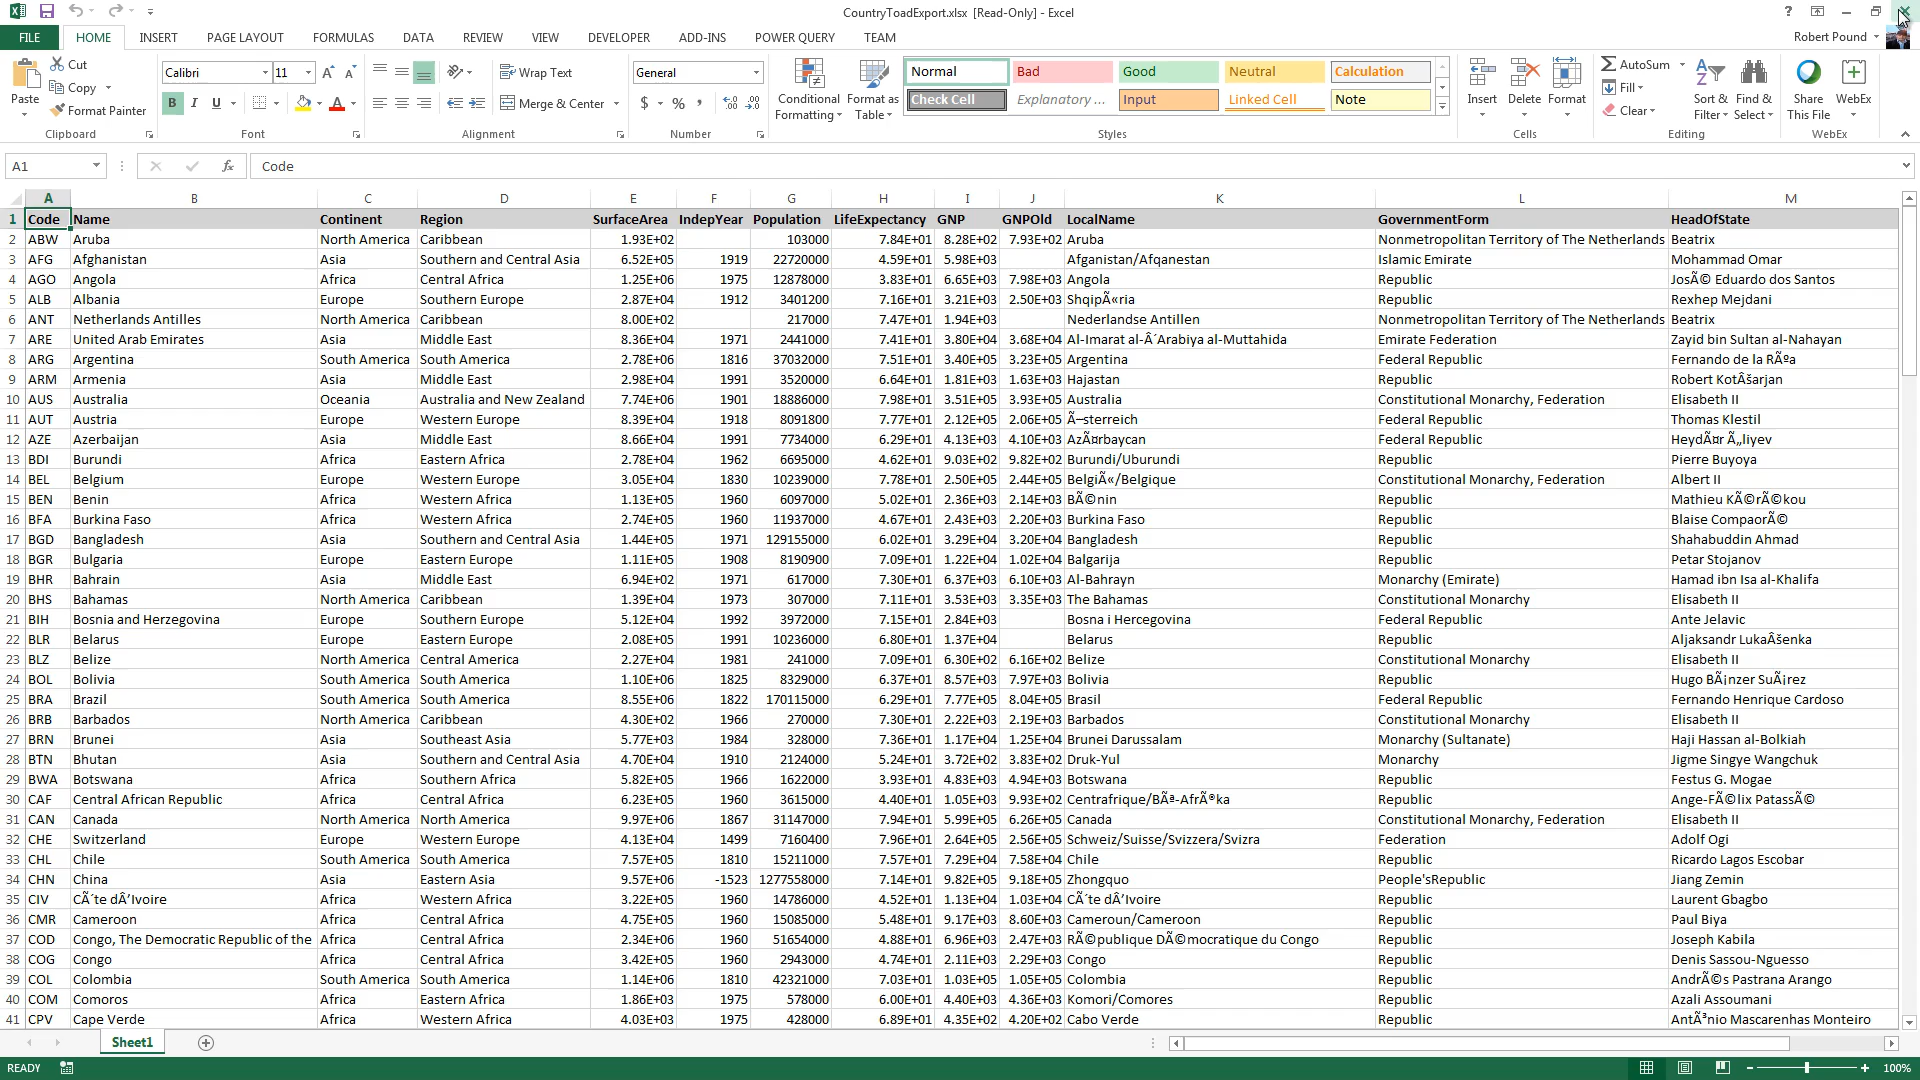 CountryToadExport.xlsx [Read-Only] - Excel
?
FILE HOME INSERT PAGE LAYOUT FORMULAS DATA REVIEW VIEW DEVELOPER ADD-INS POWER QUERY TEAM Robert Pound
Cut
Copy
Format Painter
Paste
Clipboard
Calibri 11
B I U
Font
Wrap Text
Merge & Center
Alignment
General
$ % ,
Number
Conditional Formatting
Format as Table
Normal Bad Good Neutral Calculation
Check Cell Explanatory ... Input Linked Cell Note
Styles
Insert Delete Format
Cells
AutoSum
Fill
Clear
Sort & Filter
Find & Select
Editing
Share This File
WebEx
WebEx
A1 fx Code
A B C D E F G H I J K L M
1 Code Name Continent Region SurfaceArea IndepYear Population LifeExpectancy GNP GNPOld LocalName GovernmentForm HeadOfState
2 ABW Aruba North America Caribbean 1.93E+02 103000 7.84E+01 8.28E+02 7.93E+02 Aruba Nonmetropolitan Territory of The Netherlands Beatrix
3 AFG Afghanistan Asia Southern and Central Asia 6.52E+05 1919 22720000 4.59E+01 5.98E+03 Afganistan/Afqanestan Islamic Emirate Mohammad Omar
4 AGO Angola Africa Central Africa 1.25E+06 1975 12878000 3.83E+01 6.65E+03 7.98E+03 Angola Republic JosÃ© Eduardo dos Santos
5 ALB Albania Europe Southern Europe 2.87E+04 1912 3401200 7.16E+01 3.21E+03 2.50E+03 ShqipÃ«ria Republic Rexhep Mejdani
6 ANT Netherlands Antilles North America Caribbean 8.00E+02 217000 7.47E+01 1.94E+03 Nederlandse Antillen Nonmetropolitan Territory of The Netherlands Beatrix
7 ARE United Arab Emirates Asia Middle East 8.36E+04 1971 2441000 7.41E+01 3.80E+04 3.68E+04 Al-Imarat al-Â´Arabiya al-Muttahida Emirate Federation Zayid bin Sultan al-Nahayan
8 ARG Argentina South America South America 2.78E+06 1816 37032000 7.51E+01 3.40E+05 3.23E+05 Argentina Federal Republic Fernando de la RÃºa
9 ARM Armenia Asia Middle East 2.98E+04 1991 3520000 6.64E+01 1.81E+03 1.63E+03 Hajastan Republic Robert KotÂšarjan
10 AUS Australia Oceania Australia and New Zealand 7.74E+06 1901 18886000 7.98E+01 3.51E+05 3.93E+05 Australia Constitutional Monarchy, Federation Elisabeth II
11 AUT Austria Europe Western Europe 8.39E+04 1918 8091800 7.77E+01 2.12E+05 2.06E+05 Ã–sterreich Federal Republic Thomas Klestil
12 AZE Azerbaijan Asia Middle East 8.66E+04 1991 7734000 6.29E+01 4.13E+03 4.10E+03 AzÃ¤rbaycan Federal Republic HeydÃ¤r Ã„liyev
13 BDI Burundi Africa Eastern Africa 2.78E+04 1962 6695000 4.62E+01 9.03E+02 9.82E+02 Burundi/Uburundi Republic Pierre Buyoya
14 BEL Belgium Europe Western Europe 3.05E+04 1830 10239000 7.78E+01 2.50E+05 2.44E+05 BelgiÃ«/Belgique Constitutional Monarchy, Federation Albert II
15 BEN Benin Africa Western Africa 1.13E+05 1960 6097000 5.02E+01 2.36E+03 2.14E+03 BÃ©nin Republic Mathieu KÃ©rÃ©kou
16 BFA Burkina Faso Africa Western Africa 2.74E+05 1960 11937000 4.67E+01 2.43E+03 2.20E+03 Burkina Faso Republic Blaise CompaorÃ©
17 BGD Bangladesh Asia Southern and Central Asia 1.44E+05 1971 129155000 6.02E+01 3.29E+04 3.20E+04 Bangladesh Republic Shahabuddin Ahmad
18 BGR Bulgaria Europe Eastern Europe 1.11E+05 1908 8190900 7.09E+01 1.22E+04 1.02E+04 Balgarija Republic Petar Stojanov
19 BHR Bahrain Asia Middle East 6.94E+02 1971 617000 7.30E+01 6.37E+03 6.10E+03 Al-Bahrayn Monarchy (Emirate) Hamad ibn Isa al-Khalifa
20 BHS Bahamas North America Caribbean 1.39E+04 1973 307000 7.11E+01 3.53E+03 3.35E+03 The Bahamas Constitutional Monarchy Elisabeth II
21 BIH Bosnia and Herzegovina Europe Southern Europe 5.12E+04 1992 3972000 7.15E+01 2.84E+03 Bosna i Hercegovina Federal Republic Ante Jelavic
22 BLR Belarus Europe Eastern Europe 2.08E+05 1991 10236000 6.80E+01 1.37E+04 Belarus Republic Aljaksandr LukaÂšenka
23 BLZ Belize North America Central America 2.27E+04 1981 241000 7.09E+01 6.30E+02 6.16E+02 Belize Constitutional Monarchy Elisabeth II
24 BOL Bolivia South America South America 1.10E+06 1825 8329000 6.37E+01 8.57E+03 7.97E+03 Bolivia Republic Hugo BÃ¡nzer SuÃ¡rez
25 BRA Brazil South America South America 8.55E+06 1822 170115000 6.29E+01 7.77E+05 8.04E+05 Brasil Federal Republic Fernando Henrique Cardoso
26 BRB Barbados North America Caribbean 4.30E+02 1966 270000 7.30E+01 2.22E+03 2.19E+03 Barbados Constitutional Monarchy Elisabeth II
27 BRN Brunei Asia Southeast Asia 5.77E+03 1984 328000 7.36E+01 1.17E+04 1.25E+04 Brunei Darussalam Monarchy (Sultanate) Haji Hassan al-Bolkiah
28 BTN Bhutan Asia Southern and Central Asia 4.70E+04 1910 2124000 5.24E+01 3.72E+02 3.83E+02 Druk-Yul Monarchy Jigme Singye Wangchuk
29 BWA Botswana Africa Southern Africa 5.82E+05 1966 1622000 3.93E+01 4.83E+03 4.94E+03 Botswana Republic Festus G. Mogae
30 CAF Central African Republic Africa Central Africa 6.23E+05 1960 3615000 4.40E+01 1.05E+03 9.93E+02 Centrafrique/BÃª-AfrÃ®ka Republic Ange-FÃ©lix PatassÃ©
31 CAN Canada North America North America 9.97E+06 1867 31147000 7.94E+01 5.99E+05 6.26E+05 Canada Constitutional Monarchy, Federation Elisabeth II
32 CHE Switzerland Europe Western Europe 4.13E+04 1499 7160400 7.96E+01 2.64E+05 2.56E+05 Schweiz/Suisse/Svizzera/Svizra Federation Adolf Ogi
33 CHL Chile South America South America 7.57E+05 1810 15211000 7.57E+01 7.29E+04 7.58E+04 Chile Republic Ricardo Lagos Escobar
34 CHN China Asia Eastern Asia 9.57E+06 -1523 1277558000 7.14E+01 9.82E+05 9.18E+05 Zhongquo People'sRepublic Jiang Zemin
35 CIV CÃ´te dÂ’Ivoire Africa Western Africa 3.22E+05 1960 14786000 4.52E+01 1.13E+04 1.03E+04 CÃ´te dÂ’Ivoire Republic Laurent Gbagbo
36 CMR Cameroon Africa Central Africa 4.75E+05 1960 15085000 5.48E+01 9.17E+03 8.60E+03 Cameroun/Cameroon Republic Paul Biya
37 COD Congo, The Democratic Republic of the Africa Central Africa 2.34E+06 1960 51654000 4.88E+01 6.96E+03 2.47E+03 RÃ©publique DÃ©mocratique du Congo Republic Joseph Kabila
38 COG Congo Africa Central Africa 3.42E+05 1960 2943000 4.74E+01 2.11E+03 2.29E+03 Congo Republic Denis Sassou-Nguesso
39 COL Colombia South America South America 1.14E+06 1810 42321000 7.03E+01 1.03E+05 1.05E+05 Colombia Republic AndrÃ©s Pastrana Arango
40 COM Comoros Africa Eastern Africa 1.86E+03 1975 578000 6.00E+01 4.40E+03 4.36E+03 Komori/Comores Republic Azali Assoumani
41 CPV Cape Verde Africa Western Africa 4.03E+03 1975 428000 6.89E+01 4.35E+02 4.20E+02 Cabo Verde Republic AntÃ³nio Mascarenhas Monteiro
Sheet1
READY 100%